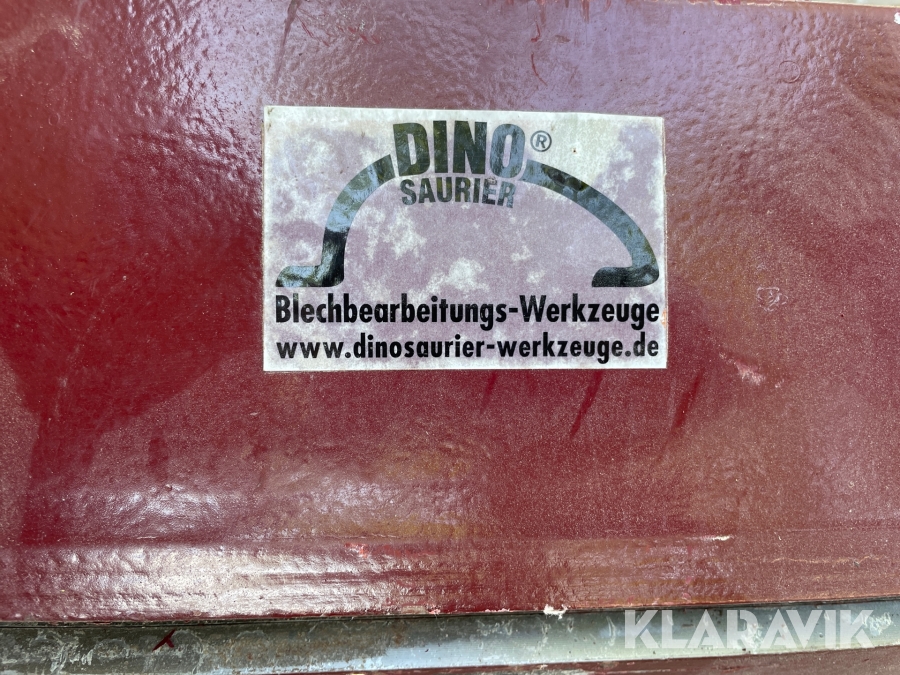 DINO®
SAURIER
Blechbearbeitungs-Werkzeuge
www.dinosaurier-werkzeuge.de
KLARAVIK